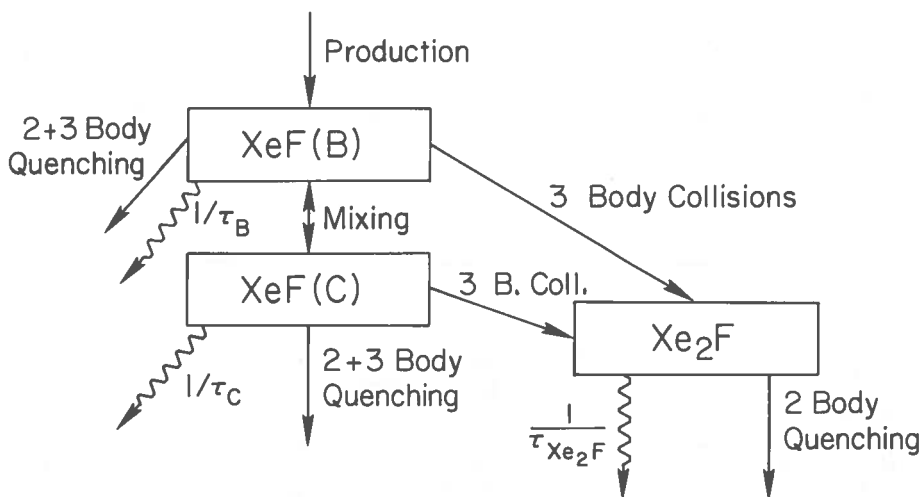 Production
XeF(B)
2+3 Body
Quenching
1/τB
Mixing
3 Body Collisions
XeF(C)
3 B. Coll.
Xe2F
1/τC
2+3 Body
Quenching
1
τXe2F
2 Body
Quenching